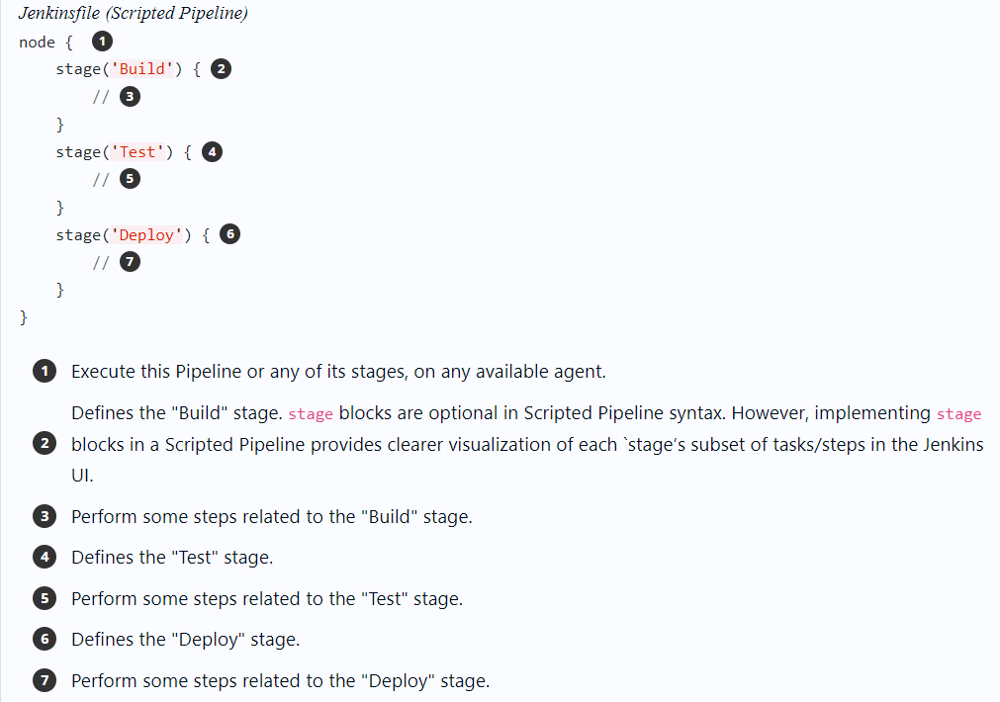 Jenkinsfile (Scripted Pipeline)
node { 1
stage('Build') { 2
// 3
}
stage('Test') { 4
// 5
}
stage('Deploy') { 6
// 7
}
}
1 Execute this Pipeline or any of its stages, on any available agent.
Defines the "Build" stage. stage blocks are optional in Scripted Pipeline syntax. However, implementing stage
2 blocks in a Scripted Pipeline provides clearer visualization of each `stage’s subset of tasks/steps in the Jenkins
UI.
3 Perform some steps related to the "Build" stage.
4 Defines the "Test" stage.
5 Perform some steps related to the "Test" stage.
6 Defines the "Deploy" stage.
7 Perform some steps related to the "Deploy" stage.